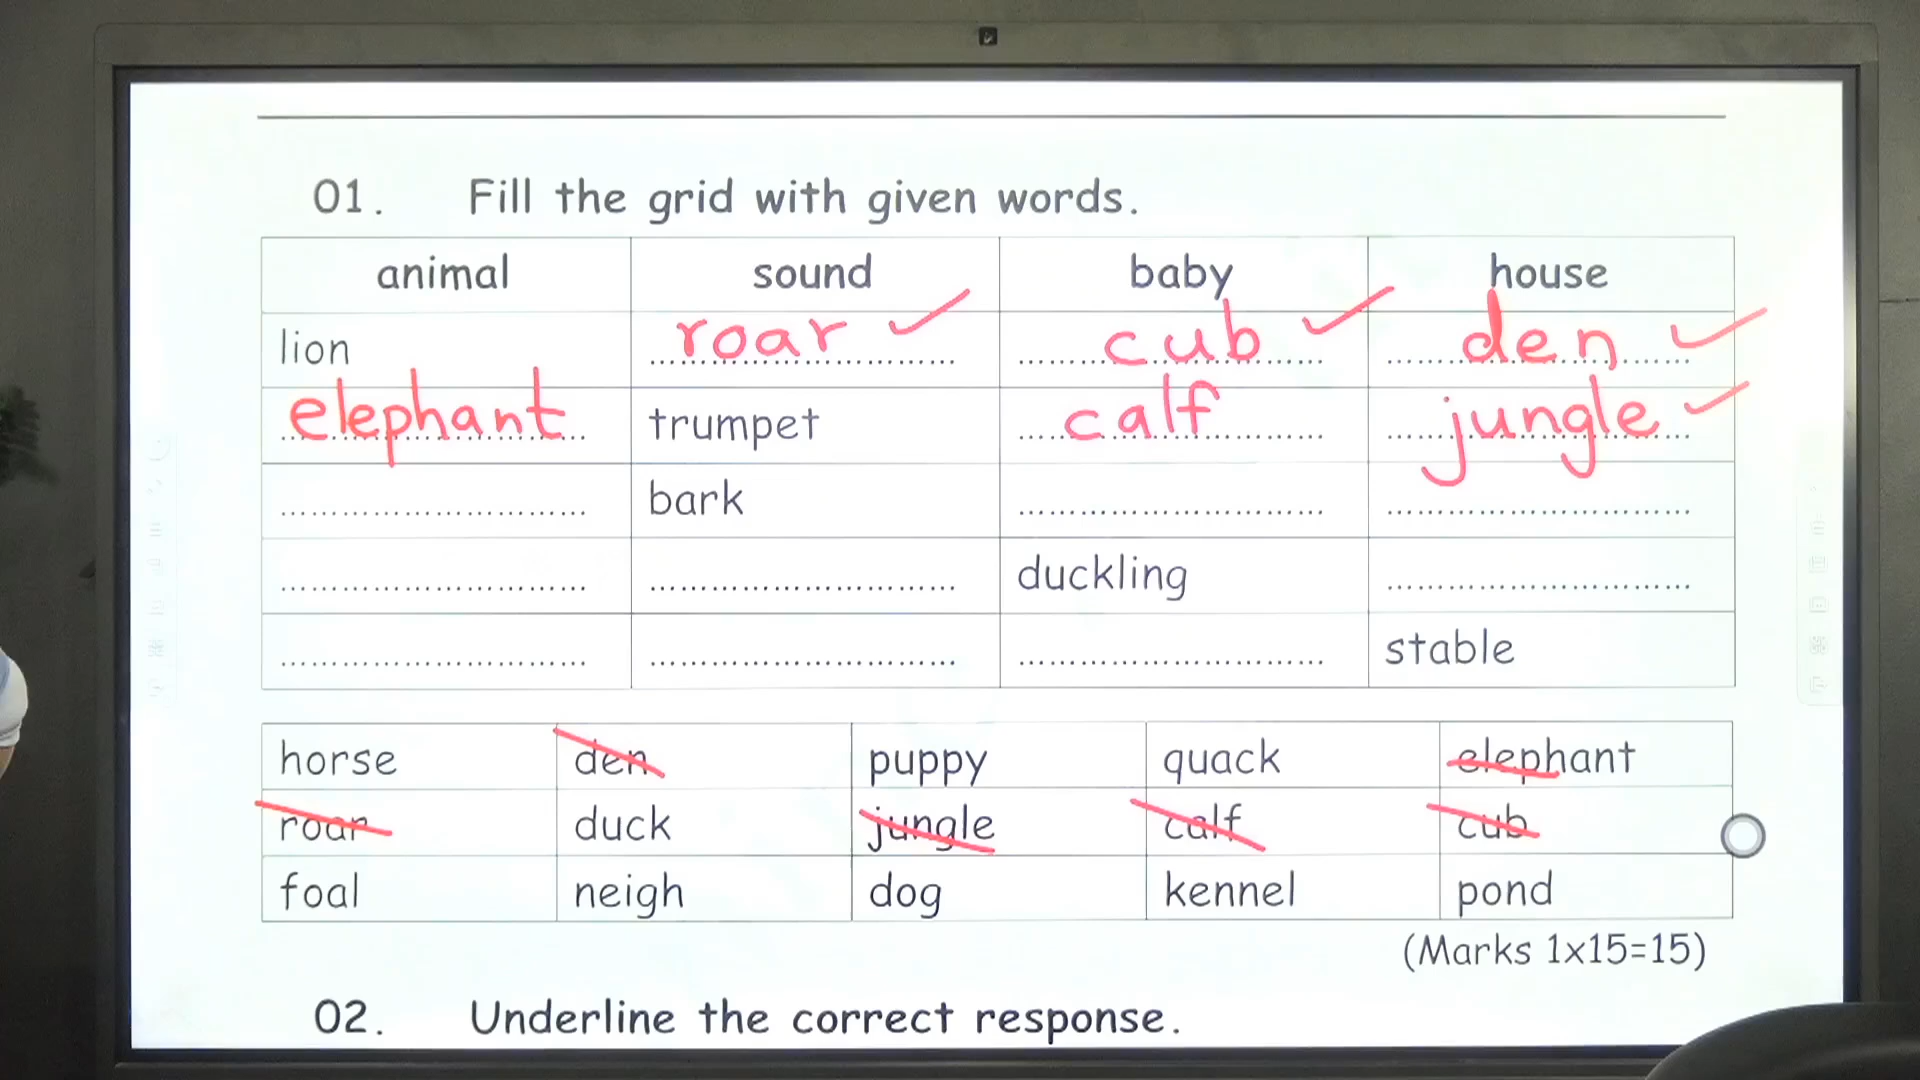 01. Fill the grid with given words.
animal sound baby house
lion roar cub den
elephant trumpet calf jungle
.......... bark .......... ..........
.......... .......... duckling ..........
.......... .......... .......... stable
horse den puppy quack elephant
roar duck jungle calf cub
foal neigh dog kennel pond
(Marks 1x15=15)
02. Underline the correct response.